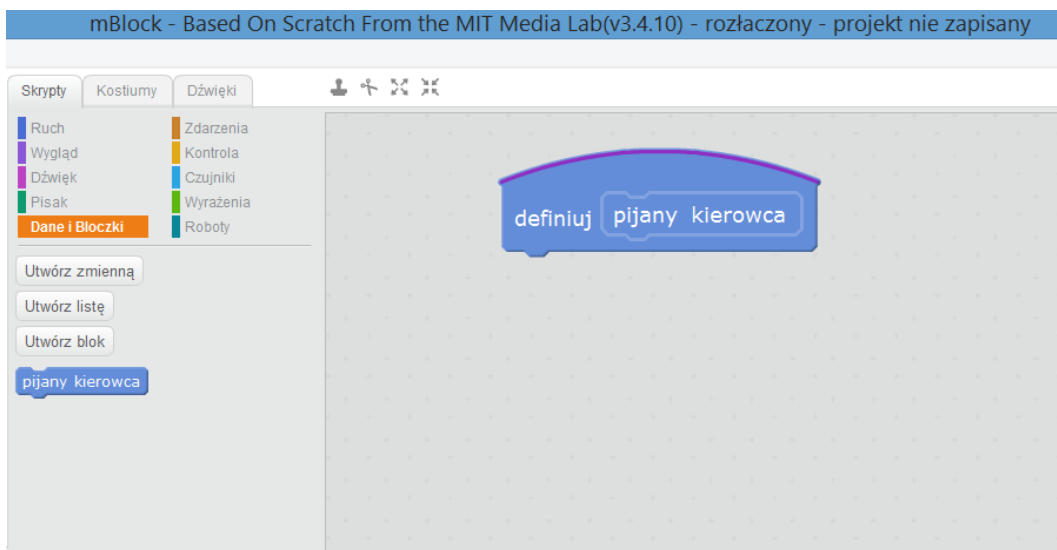 mBlock - Based On Scratch From the MIT Media Lab(v3.4.10) - rozłaczony - projekt nie zapisany
Skrypty Kostiumy Dźwięki
Ruch Zdarzenia
Wygląd Kontrola
Dźwięk Czujniki
Pisak Wyrażenia
Dane i Bloczki Roboty
Utwórz zmienną
Utwórz listę
Utwórz blok
pijany kierowca
definiuj pijany kierowca